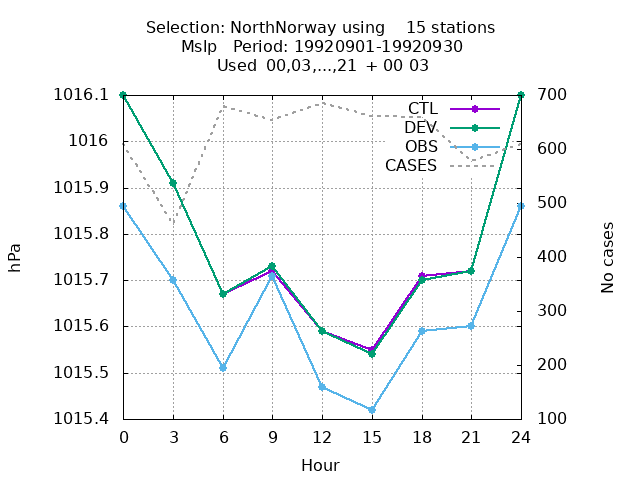 Selection: NorthNorway using    15 stations
Mslp   Period: 19920901-19920930
Used  00,03,...,21  + 00 03
1016.1
1016
1015.9
1015.8
1015.7
1015.6
1015.5
1015.4
hPa
CTL
DEV
OBS
CASES
700
600
500
400
300
200
100
No cases
0 3 6 9 12 15 18 21 24
Hour